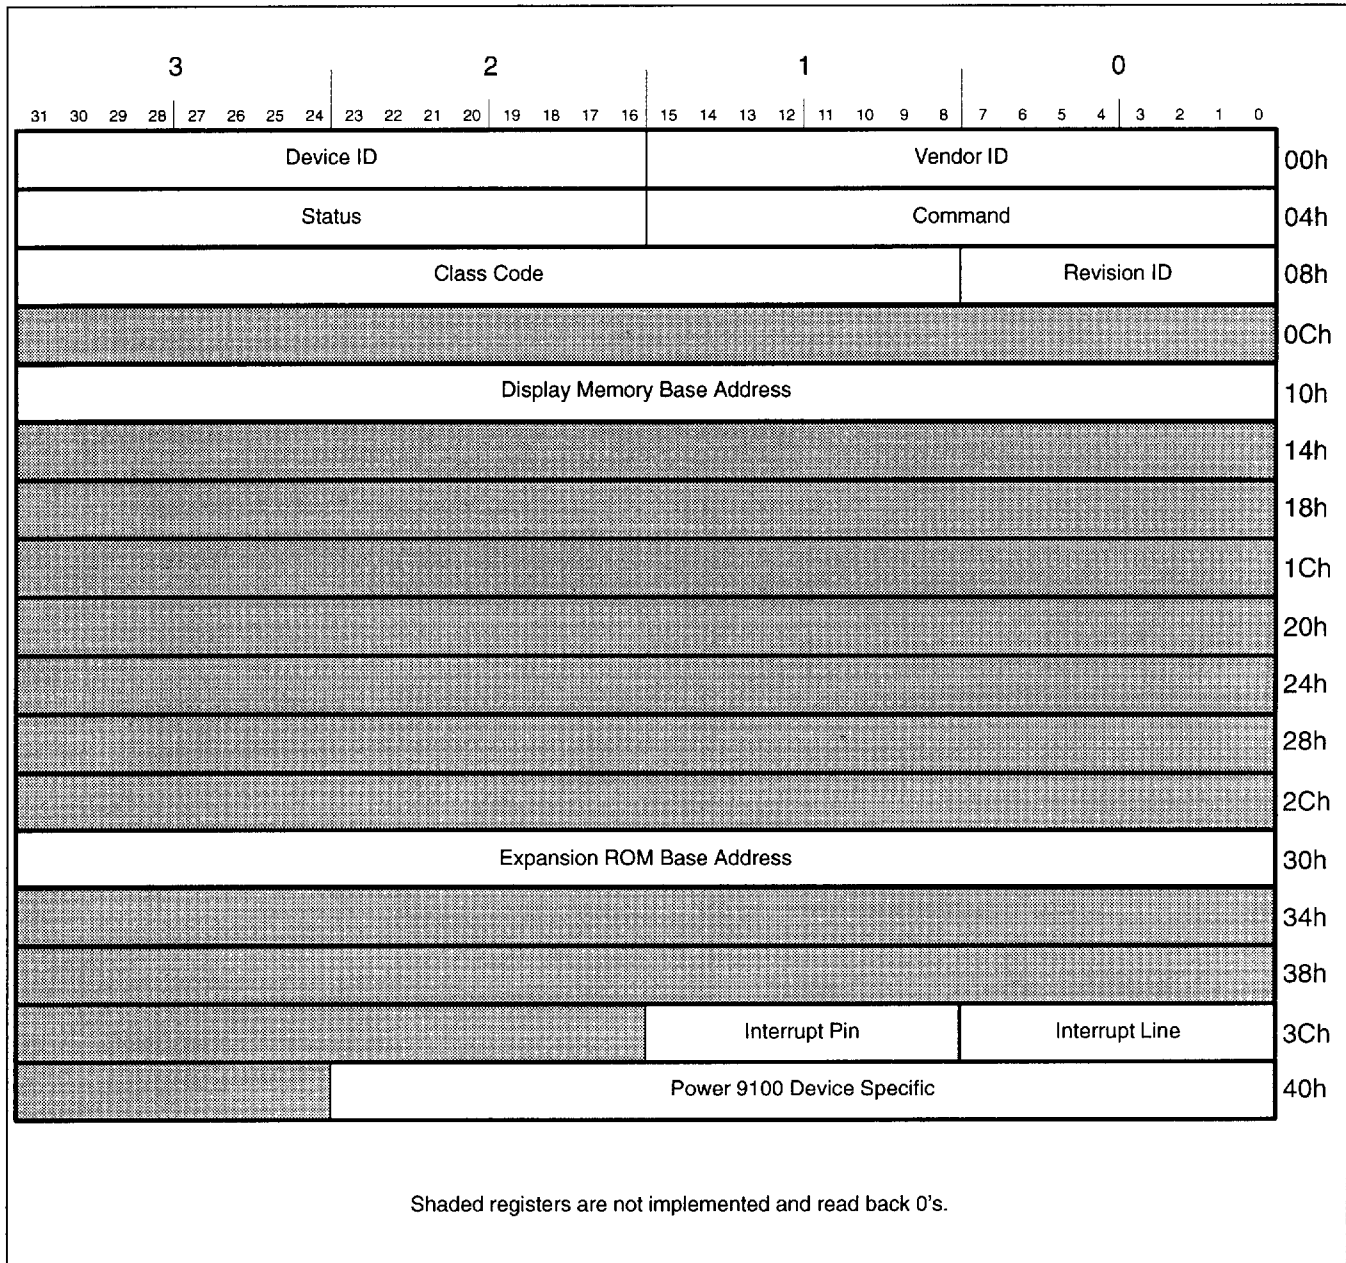 3 2 1 0
31 30 29 28 27 26 25 24 23 22 21 20 19 18 17 16 15 14 13 12 11 10 9 8 7 6 5 4 3 2 1 0
Device ID Vendor ID 00h
Status Command 04h
Class Code Revision ID 08h
0Ch
Display Memory Base Address 10h
14h
18h
1Ch
20h
24h
28h
2Ch
Expansion ROM Base Address 30h
34h
38h
Interrupt Pin Interrupt Line 3Ch
Power 9100 Device Specific 40h
Shaded registers are not implemented and read back 0's.